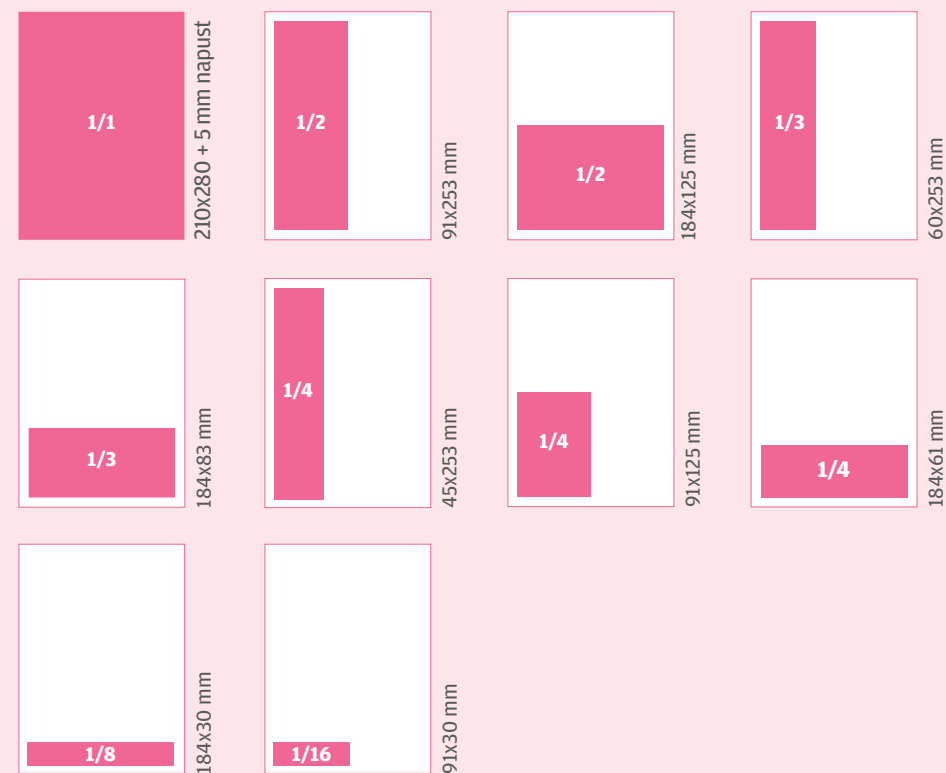 1/1
210x280 + 5 mm napust
1/2
91x253 mm
1/2
184x125 mm
1/3
60x253 mm
1/3
184x83 mm
1/4
45x253 mm
1/4
91x125 mm
1/4
184x61 mm
1/8
184x30 mm
1/16
91x30 mm